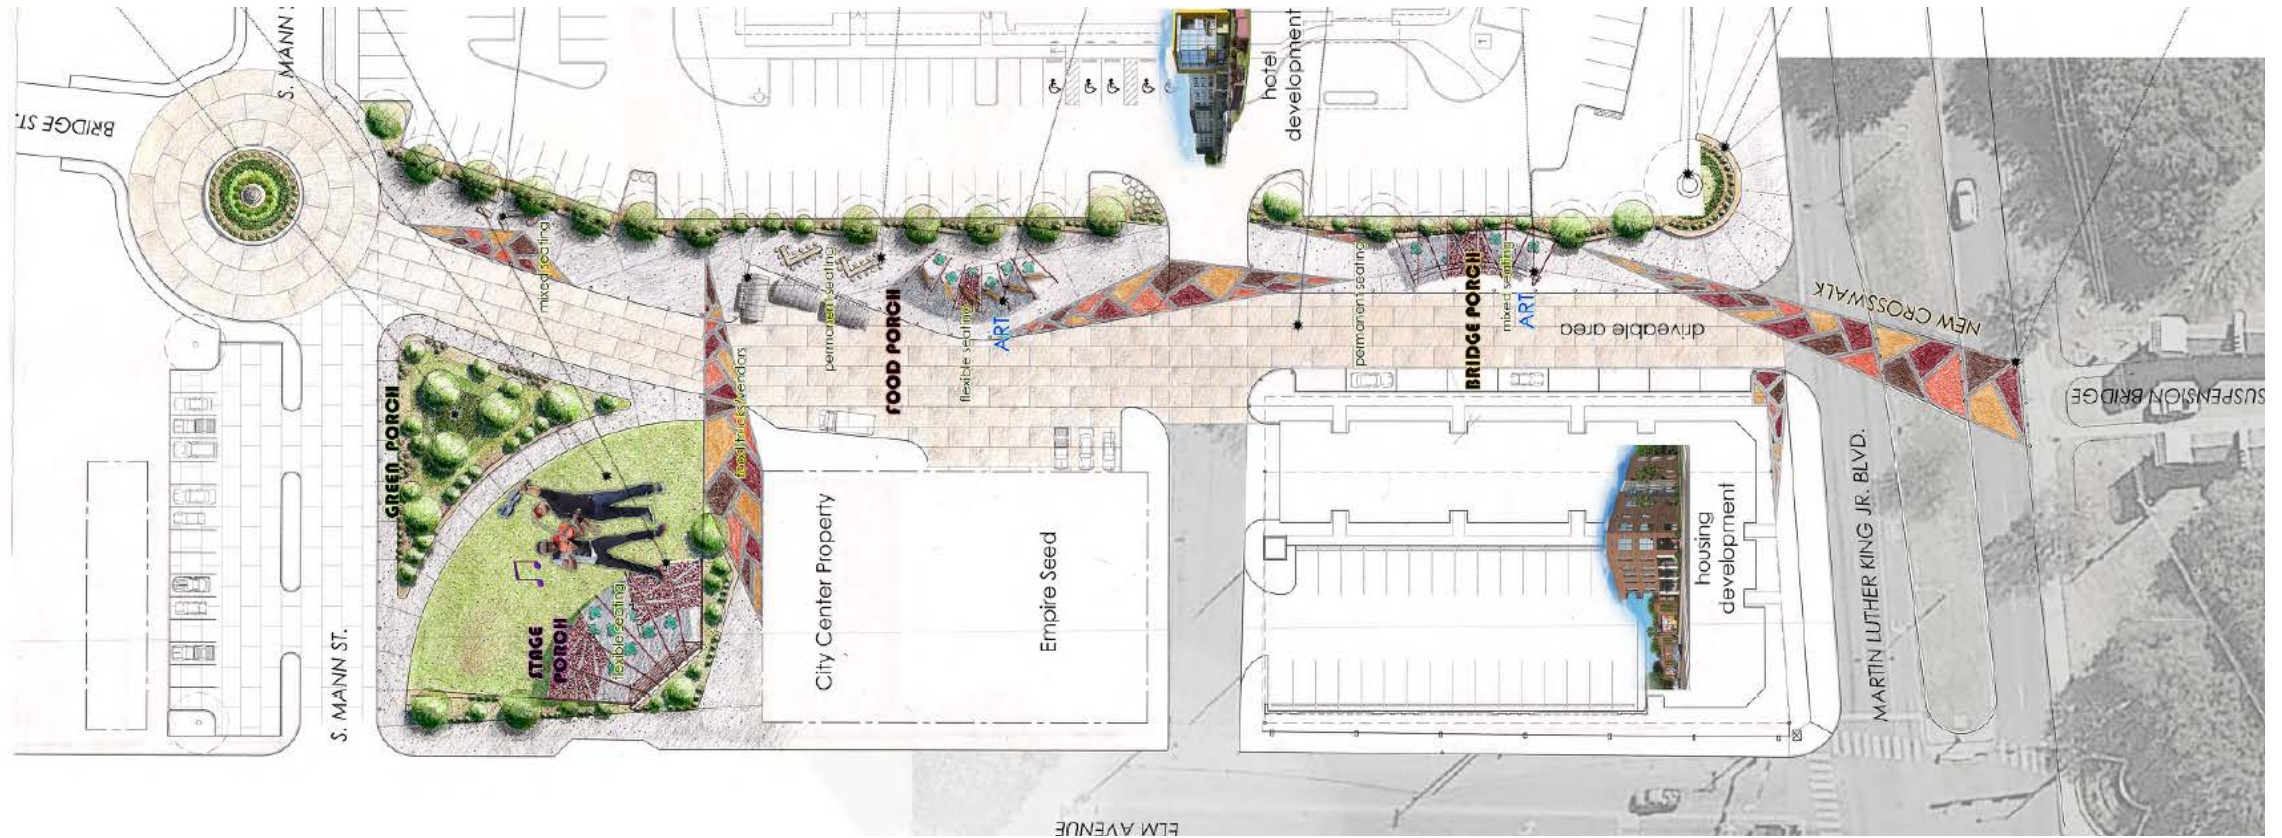 BRIDGE ST.
S. MANN S
mixed seating
permanent seating
FOOD PORCH
flexible seating
ART
hotel
development
permanent seating
BRIDGE PORCH
mixed seating
ART
driveable area
NEW CROSSWALK
SUSPENSION BRIDGE
GREEN PORCH
food trucks/vendors
STAGE
PORCH
flexible seating
S. MANN ST.
City Center Property
Empire Seed
housing
development
MARTIN LUTHER KING JR. BLVD.
ELM AVENUE